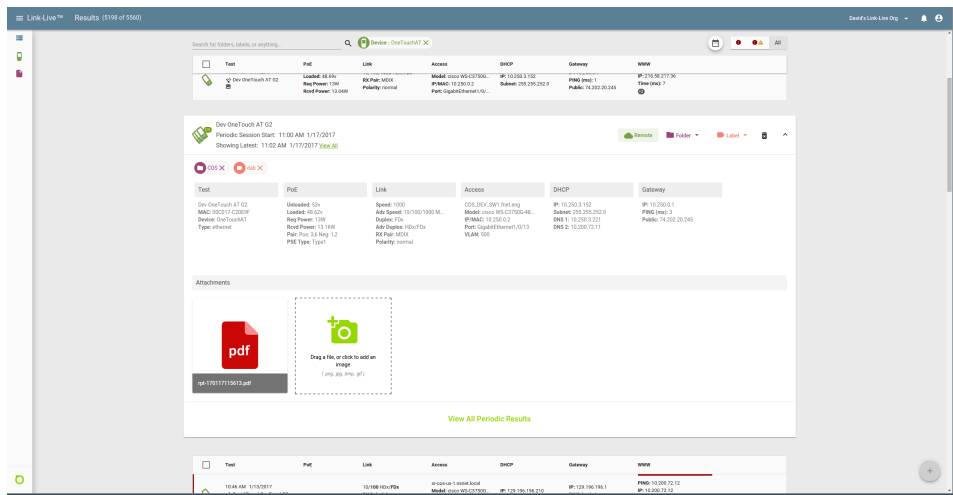 Link-Live™ Results (5198 of 5560) David's Link-Live Org
Search for folders, labels, or anything... Device : OneTouchAT X All
Test PoE Link Access DHCP Gateway WWW
Dev OneTouch AT G2
Loaded: 48.69v
Req Power: 13W
Rcvd Power: 13.04W
RX Pair: MDIX
Polarity: normal
Model: cisco WS-C3750G...
IP/MAC: 10.250.0.2
Port: GigabitEthernet1/0/...
IP: 10.250.3.152
Subnet: 255.255.252.0
IP: 10.250.0.1
PING (ms): 1
Public: 74.202.20.245
IP: 216.58.217.36
Time (ms): 7
Dev OneTouch AT G2
Periodic Session Start: 11:00 AM 1/17/2017
Showing Latest: 11:02 AM 1/17/2017 View All
Remote Folder Label
COS X dab X
Test
Dev OneTouch AT G2
MAC: 00C017-C2009F
Device: OneTouchAT
Type: ethernet
PoE
Unloaded: 53v
Loaded: 48.62v
Req Power: 13W
Rcvd Power: 13.16W
Pair: Pos: 3,6 Neg: 1,2
PSE Type: Type1
Link
Speed: 1000
Adv Speed: 10/100/1000 M...
Duplex: FDx
Adv Duplex: HDx/FDx
RX Pair: MDIX
Polarity: normal
Access
COS_DEV_SW1.fnet.eng
Model: cisco WS-C3750G-48...
IP/MAC: 10.250.0.2
Port: GigabitEthernet1/0/13
VLAN: 500
DHCP
IP: 10.250.3.152
Subnet: 255.255.252.0
DNS 1: 10.250.3.221
DNS 2: 10.200.72.11
Gateway
IP: 10.250.0.1
PING (ms): 3
Public: 74.202.20.245
Attachments
pdf
rpt-170117115613.pdf
Drag a file, or click to add an
image
(.png, .jpg, .bmp, .gif)
View All Periodic Results
Test PoE Link Access DHCP Gateway WWW
10:46 AM 1/13/2017
10/100 HDx/FDx
Model: cisco WS-C3750G...
IP: 129.196.196.210
IP: 129.196.196.1
PING: 10.200.72.12
IP: 10.200.72.12